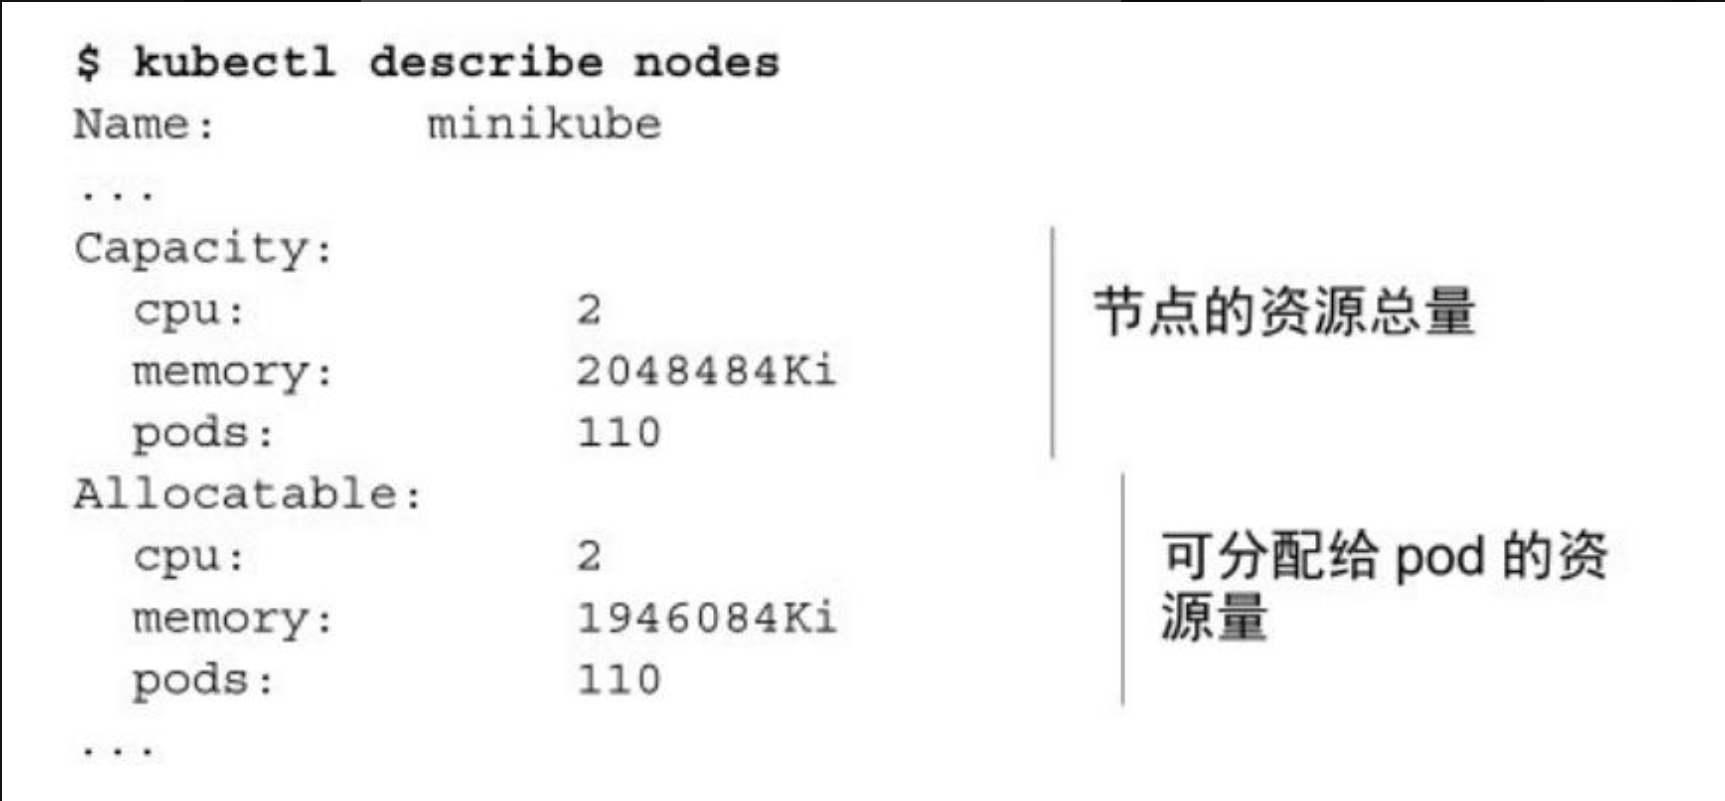 $ kubectl describe nodes
Name: minikube
...
Capacity:
cpu: 2
memory: 2048484Ki
pods: 110
节点的资源总量
Allocatable:
cpu: 2
memory: 1946084Ki
pods: 110
可分配给 pod 的资
源量
...